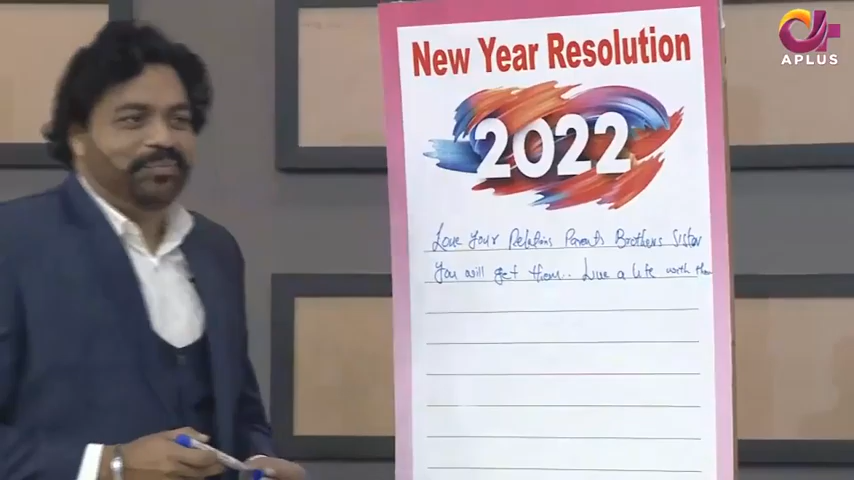 APLUS
New Year Resolution
2022
Love Your Relations Parents Brothers Sister
You will get them.. Live a life with them